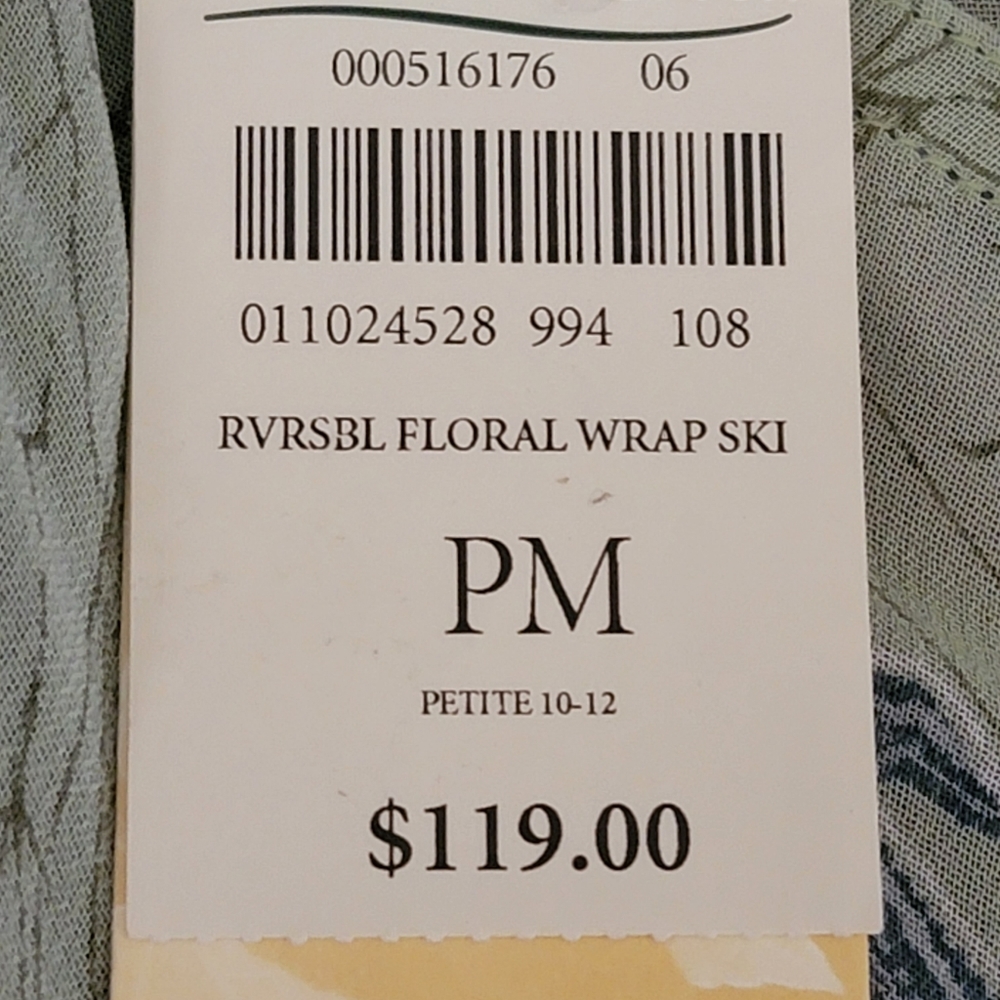 000516176 06
011024528 994 108
RVRSBL FLORAL WRAP SKI
PM
PETITE 10-12
$119.00